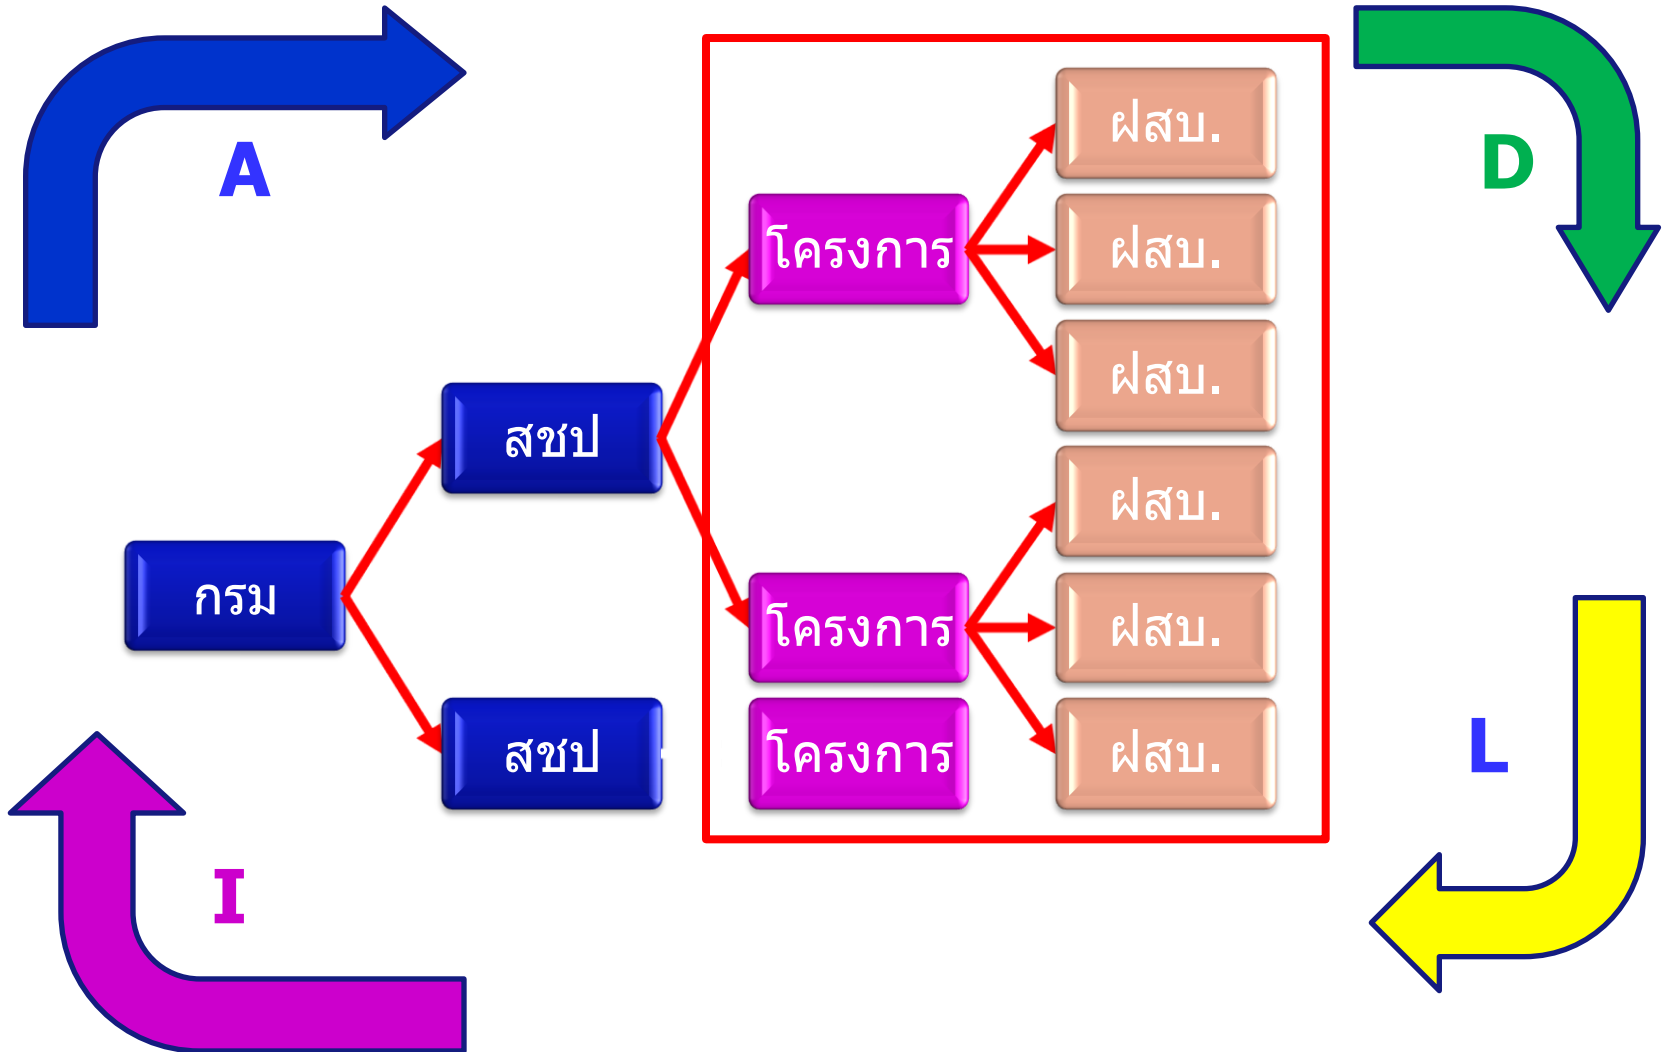 A
D
ฝสบ.
โครงการ
ฝสบ.
ฝสบ.
สชป
ฝสบ.
กรม
โครงการ
ฝสบ.
สชป
โครงการ
ฝสบ.
L
I